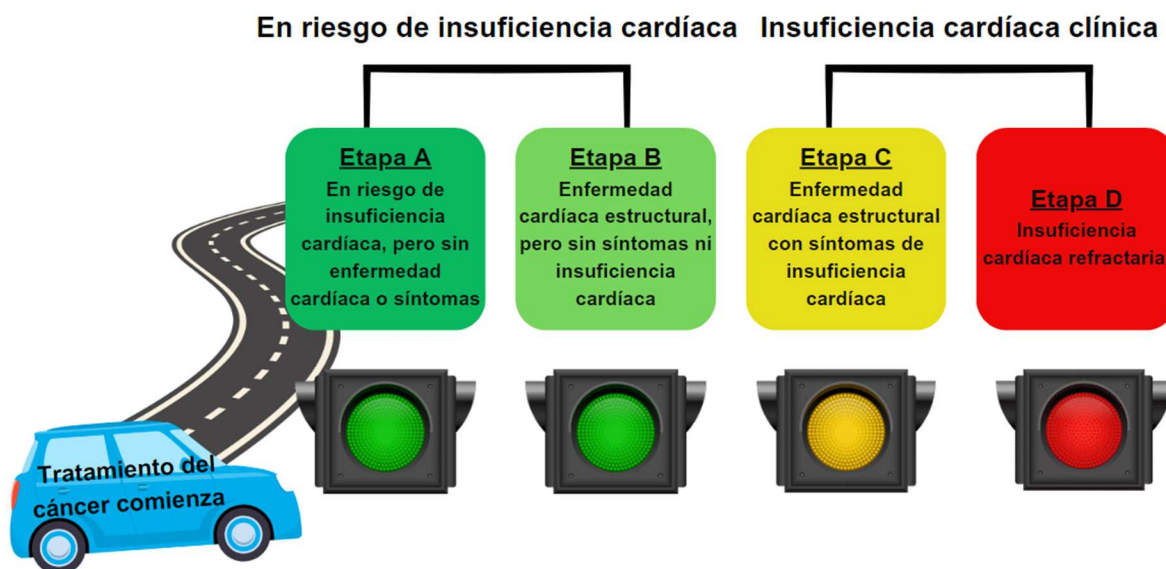 En riesgo de insuficiencia cardíaca
Insuficiencia cardíaca clínica
Etapa A
En riesgo de
insuficiencia
cardíaca, pero sin
enfermedad
cardíaca o síntomas
Etapa B
Enfermedad
cardíaca estructural,
pero sin síntomas ni
insuficiencia
cardíaca
Etapa C
Enfermedad
cardíaca estructural
con síntomas de
insuficiencia
cardíaca
Etapa D
Insuficiencia
cardíaca refractaria
Tratamiento del
cáncer comienza